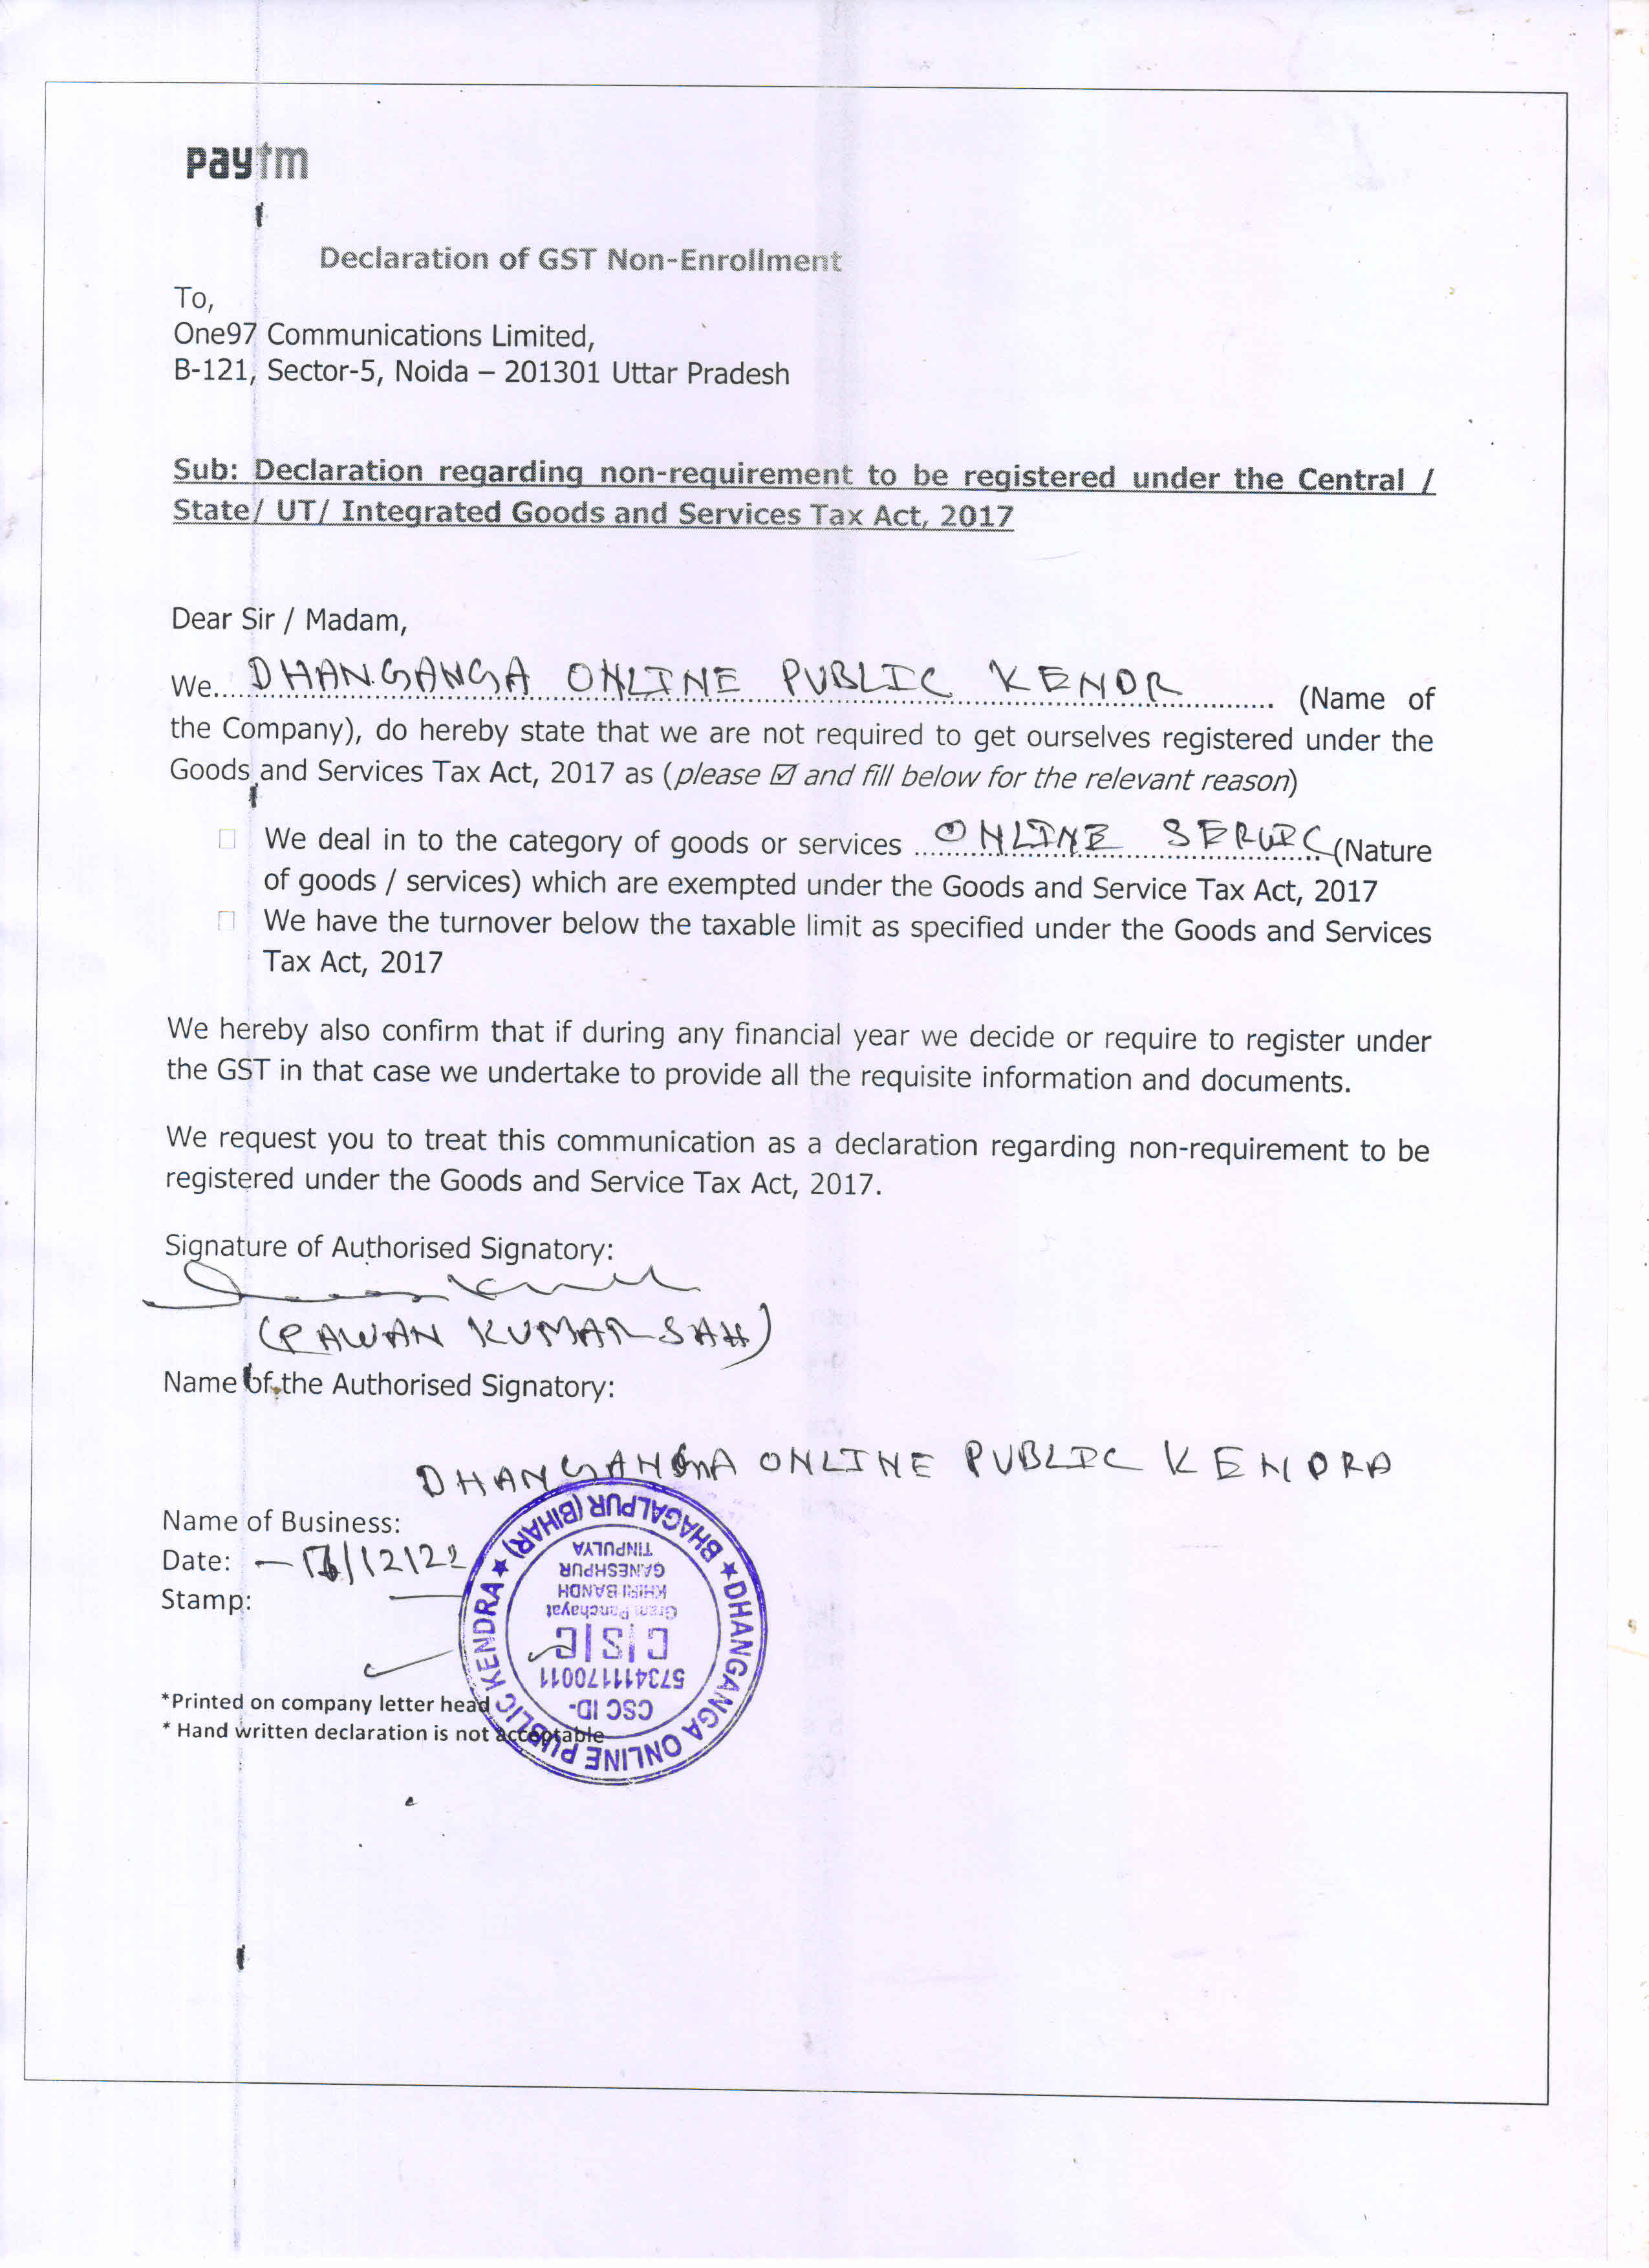 paytm
Declaration of GST Non-Enrollment
To,
One97 Communications Limited,
B-121, Sector-5, Noida – 201301 Uttar Pradesh
Sub: Declaration regarding non-requirement to be registered under the Central /
State/ UT/ Integrated Goods and Services Tax Act, 2017
Dear Sir / Madam,
We.....DHANGANGA ONLINE PUBLIC KENDR.......... (Name of
the Company), do hereby state that we are not required to get ourselves registered under the
Goods and Services Tax Act, 2017 as (please ☑ and fill below for the relevant reason)
□ We deal in to the category of goods or services ....ONLINE SERVIC (Nature
of goods / services) which are exempted under the Goods and Service Tax Act, 2017
□ We have the turnover below the taxable limit as specified under the Goods and Services
Tax Act, 2017
We hereby also confirm that if during any financial year we decide or require to register under
the GST in that case we undertake to provide all the requisite information and documents.
We request you to treat this communication as a declaration regarding non-requirement to be
registered under the Goods and Service Tax Act, 2017.
Signature of Authorised Signatory:
(PAWAN KUMAR SAH)
Name of the Authorised Signatory:
DHANGANGA ONLINE PUBLIC KENDRA
Name of Business:
Date: – /12/22
Stamp:
★ DHANGANGA ONLINE PUBLIC KENDRA ★ BHAGALPUR (BIHAR)
CSC ID-
573411170011
C|S|C
Gram Panchayat
KHIRIBANDH
GANESHPUR
TINPULYA
*Printed on company letter head
* Hand written declaration is not acceptable